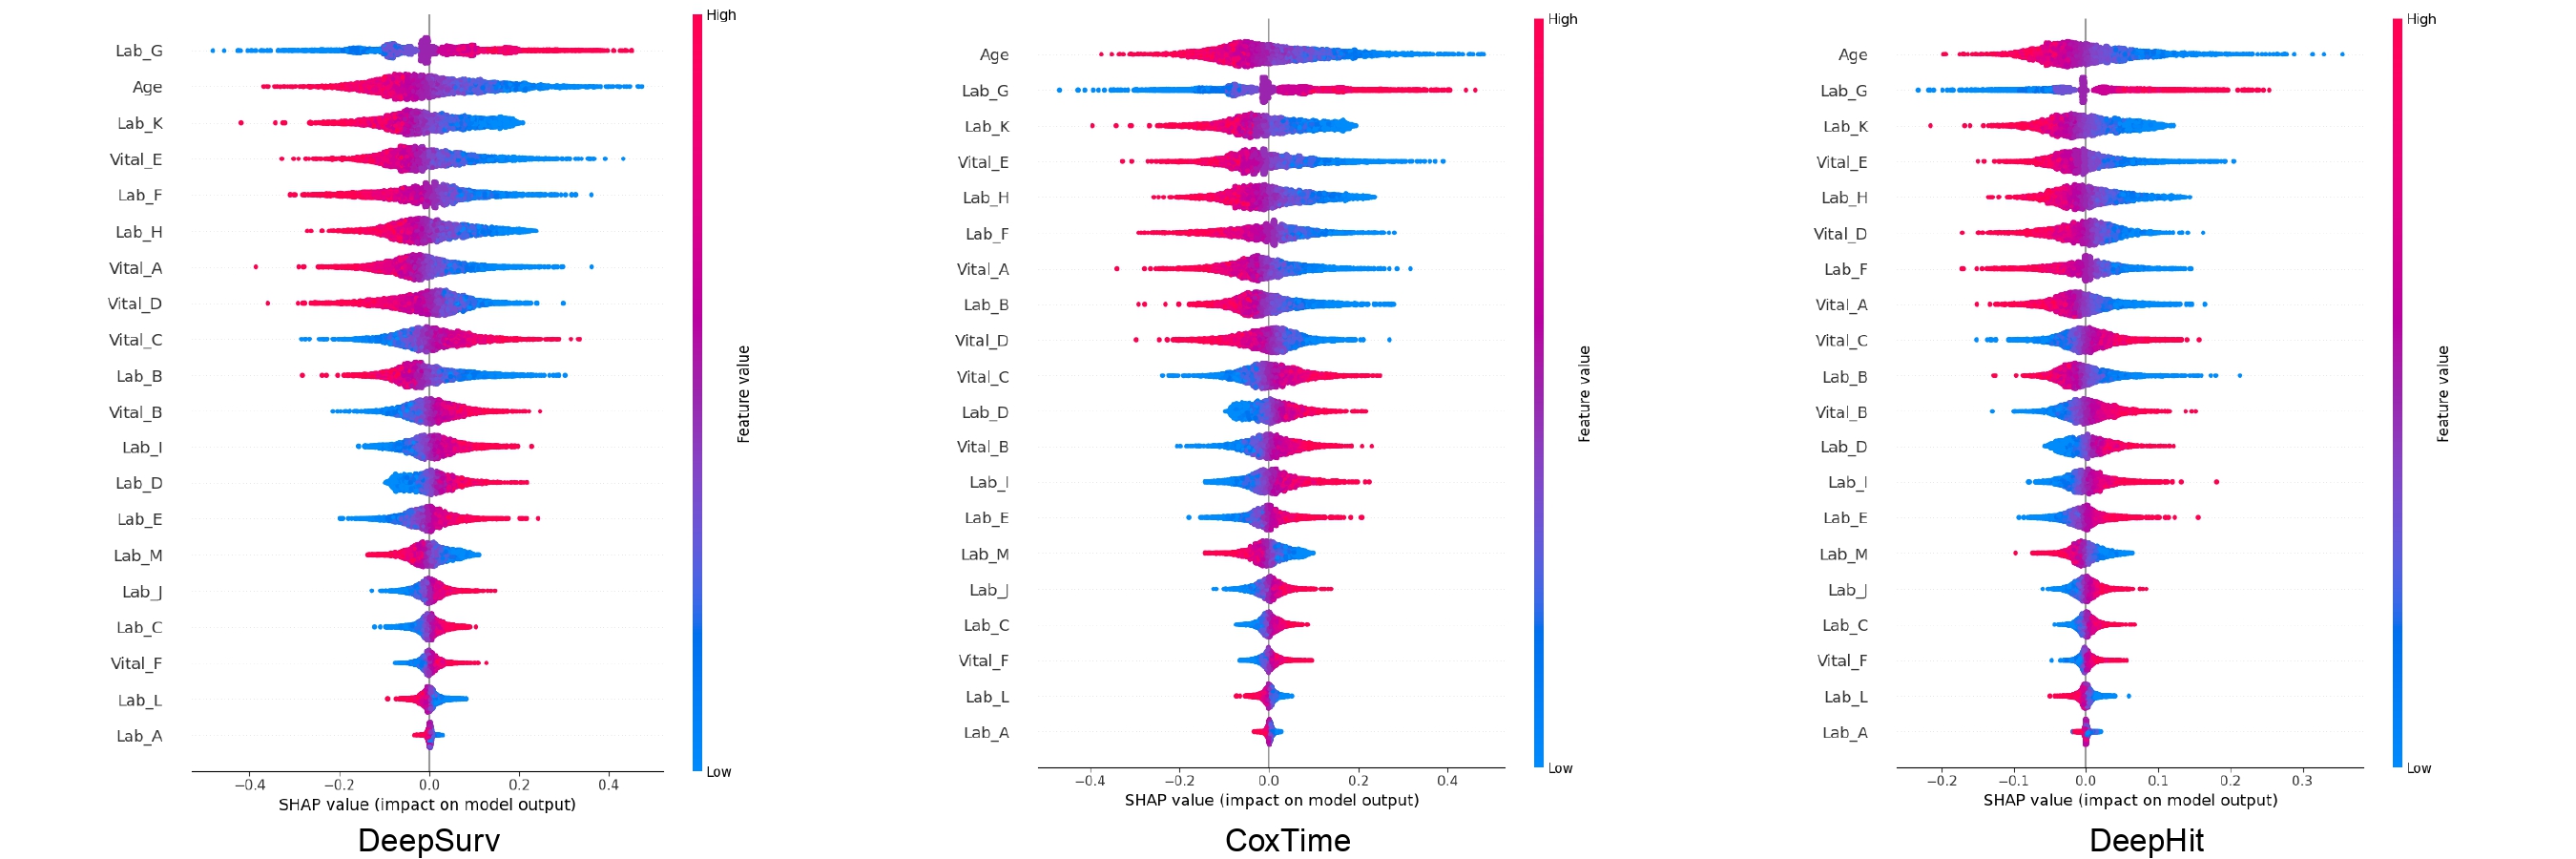 High
Lab_G
Age
Lab_K
Vital_E
Lab_F
Lab_H
Vital_A
Vital_D
Vital_C
Lab_B
Vital_B
Lab_I
Lab_D
Lab_E
Lab_M
Lab_J
Lab_C
Vital_F
Lab_L
Lab_A
Feature value
Low
−0.4 −0.2 0.0 0.2 0.4
SHAP value (impact on model output)
DeepSurv
High
Age
Lab_G
Lab_K
Vital_E
Lab_H
Lab_F
Vital_A
Lab_B
Vital_D
Vital_C
Lab_D
Vital_B
Lab_I
Lab_E
Lab_M
Lab_J
Lab_C
Vital_F
Lab_L
Lab_A
Feature value
Low
−0.4 −0.2 0.0 0.2 0.4
SHAP value (impact on model output)
CoxTime
High
Age
Lab_G
Lab_K
Vital_E
Lab_H
Vital_D
Lab_F
Vital_A
Vital_C
Lab_B
Vital_B
Lab_D
Lab_I
Lab_E
Lab_M
Lab_J
Lab_C
Vital_F
Lab_L
Lab_A
Feature value
Low
−0.2 −0.1 0.0 0.1 0.2 0.3
SHAP value (impact on model output)
DeepHit